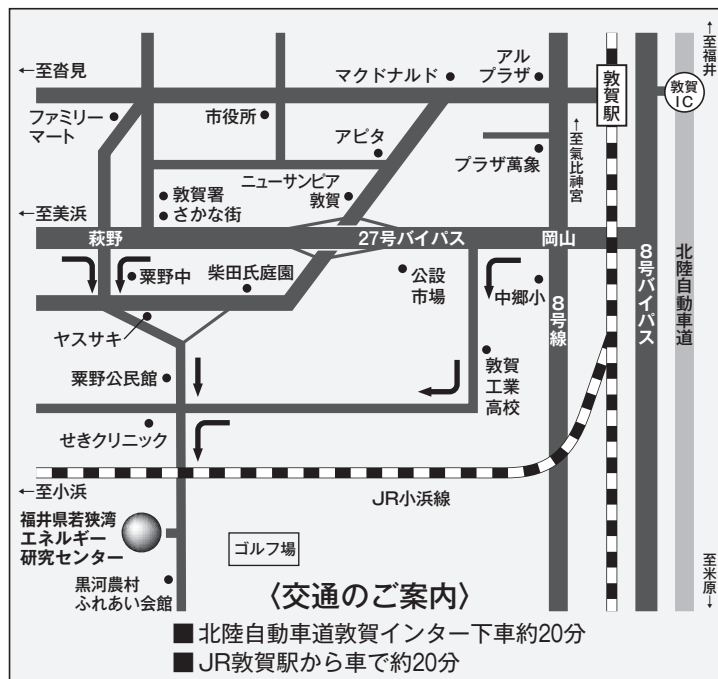 ↑至福井
アル
プラザ
←至沓見
マクドナルド
敦賀駅
敦賀
IC
ファミリー
マート
市役所
アピタ
↑至氣比神宮
プラザ萬象
敦賀署
さかな街
ニューサンピア
敦賀
←至美浜
萩野
27号バイパス
岡山
8号バイパス
北陸自動車道
粟野中
柴田氏庭園
公設
市場
中郷小
8号線
ヤスサキ
粟野公民館
敦賀
工業
高校
せきクリニック
←至小浜
JR小浜線
福井県若狭湾
エネルギー
研究センター
ゴルフ場
至米原→
黒河農村
ふれあい会館
〈交通のご案内〉
■北陸自動車道敦賀インター下車約20分
■JR敦賀駅から車で約20分